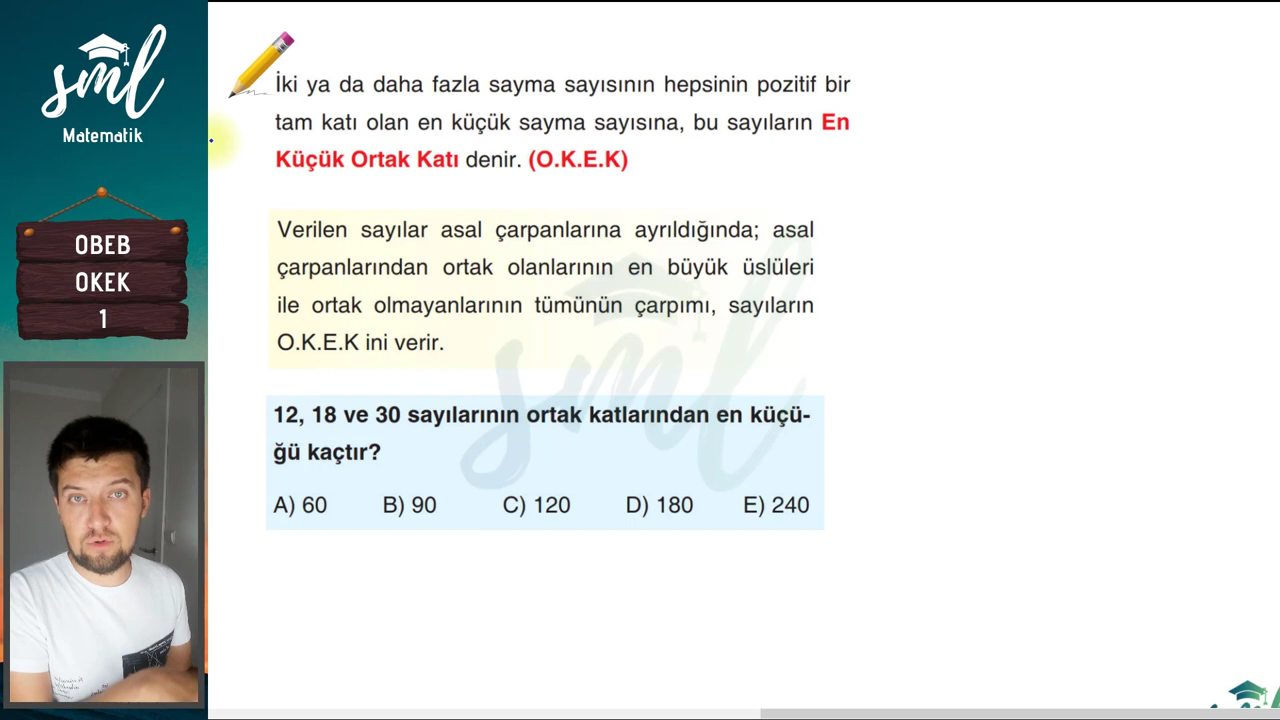 sml
Matematik
OBEB
OKEK
1
İki ya da daha fazla sayma sayısının hepsinin pozitif bir
tam katı olan en küçük sayma sayısına, bu sayıların En
Küçük Ortak Katı denir. (O.K.E.K)
Verilen sayılar asal çarpanlarına ayrıldığında; asal
çarpanlarından ortak olanlarının en büyük üslüleri
ile ortak olmayanlarının tümünün çarpımı, sayıların
O.K.E.K ini verir.
sml
12, 18 ve 30 sayılarının ortak katlarından en küçü-
ğü kaçtır?
A) 60 B) 90 C) 120 D) 180 E) 240